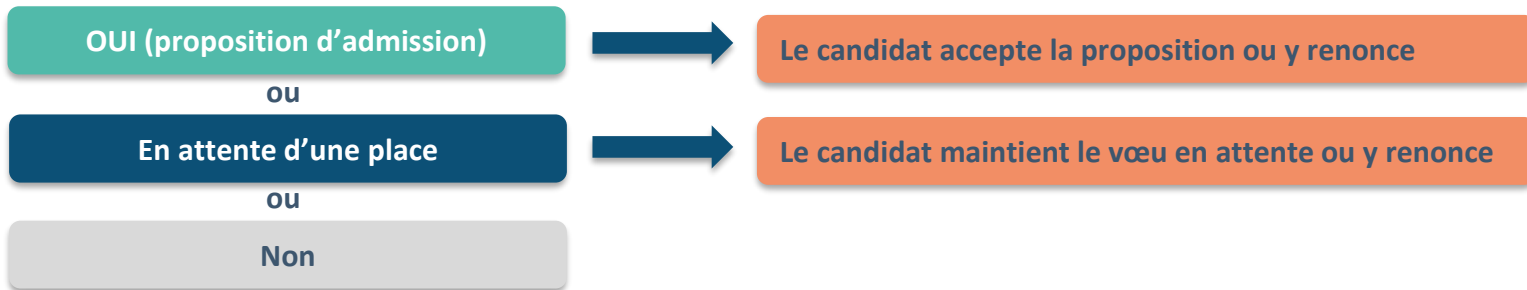 OUI (proposition d’admission)
Le candidat accepte la proposition ou y renonce
ou
En attente d’une place
Le candidat maintient le vœu en attente ou y renonce
ou
Non